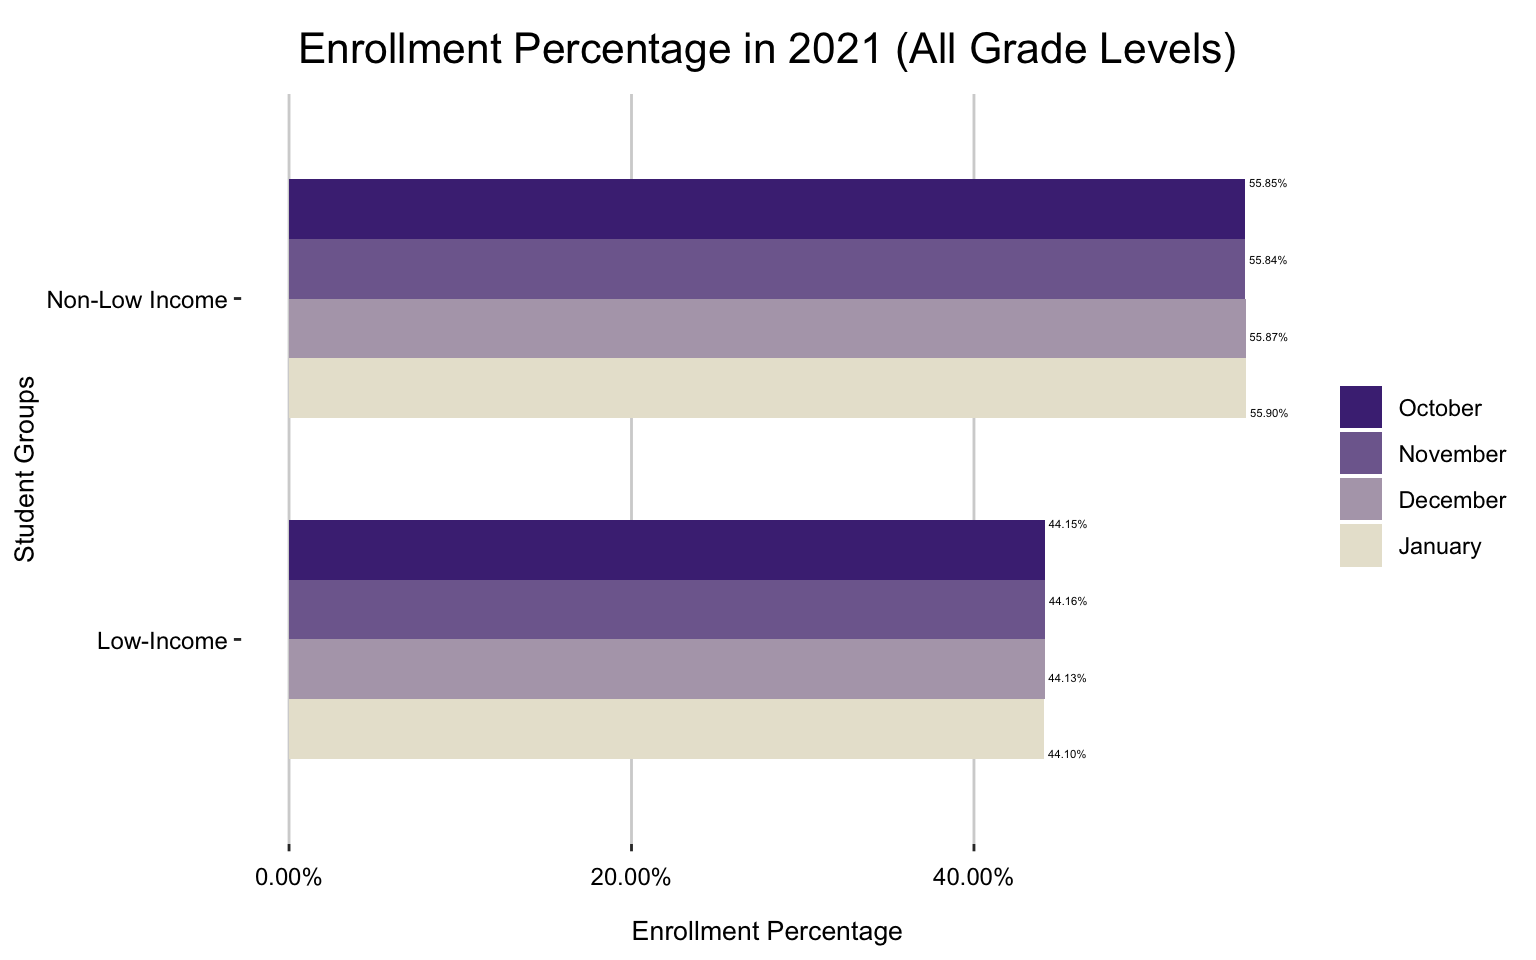 Enrollment Percentage in 2021 (All Grade Levels)
Student Groups
Non-Low Income
55.85%
55.84%
55.87%
55.90%
Low-Income
44.15%
44.16%
44.13%
44.10%
0.00%
20.00%
40.00%
Enrollment Percentage
October
November
December
January